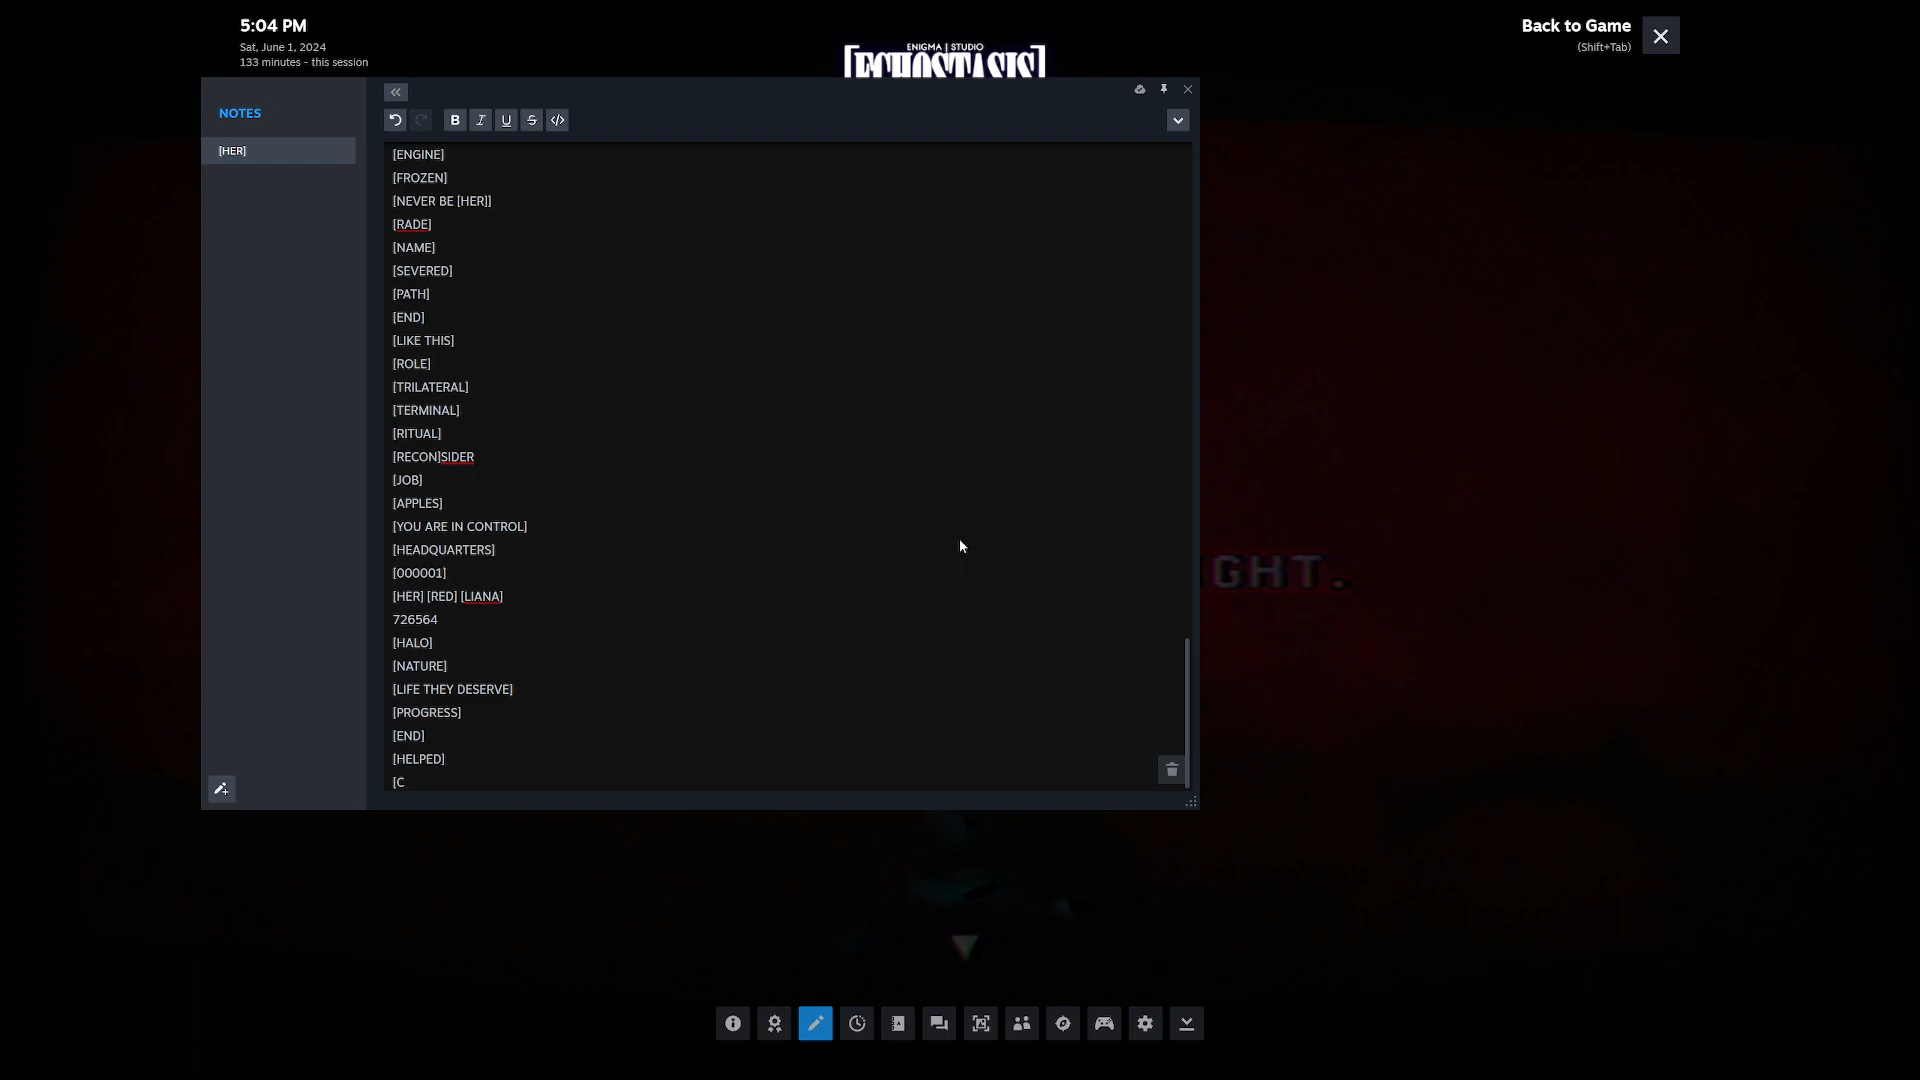 5:04 PM
Sat, June 1, 2024
133 minutes - this session
ENIGMA | STUDIO
[ECHOSTASIS]
Back to Game
(Shift+Tab)
NOTES
[HER]
B I U S </>
[ENGINE]
[FROZEN]
[NEVER BE [HER]]
[RADE]
[NAME]
[SEVERED]
[PATH]
[END]
[LIKE THIS]
[ROLE]
[TRILATERAL]
[TERMINAL]
[RITUAL]
[RECON]SIDER
[JOB]
[APPLES]
[YOU ARE IN CONTROL]
[HEADQUARTERS]
[000001]
[HER] [RED] [LIANA]
726564
[HALO]
[NATURE]
[LIFE THEY DESERVE]
[PROGRESS]
[END]
[HELPED]
[C
GHT.